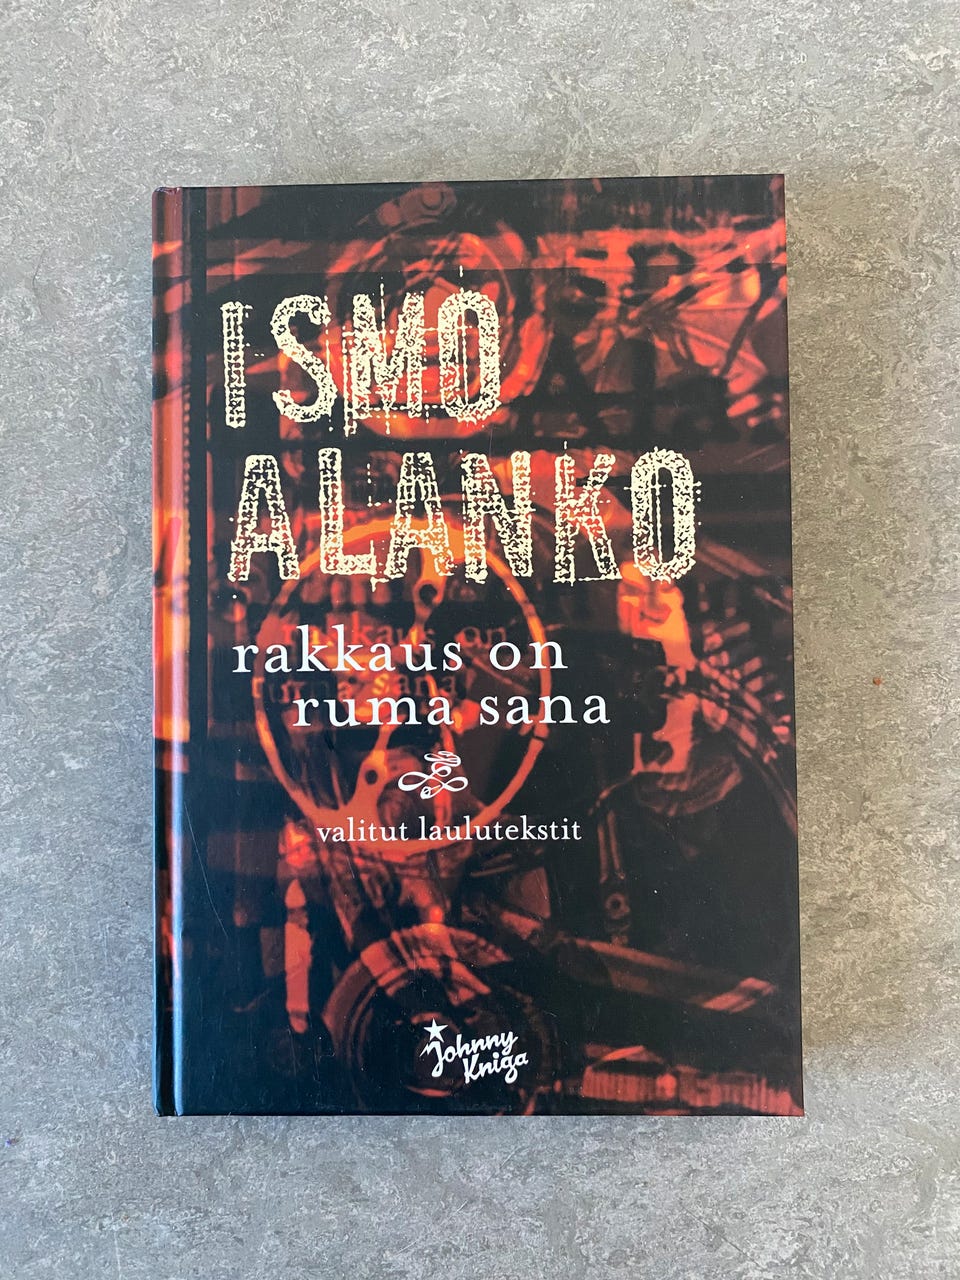 ISMO
ALANKO
rakkaus on
ruma sana
valitut laulutekstit
Johnny
Kniga